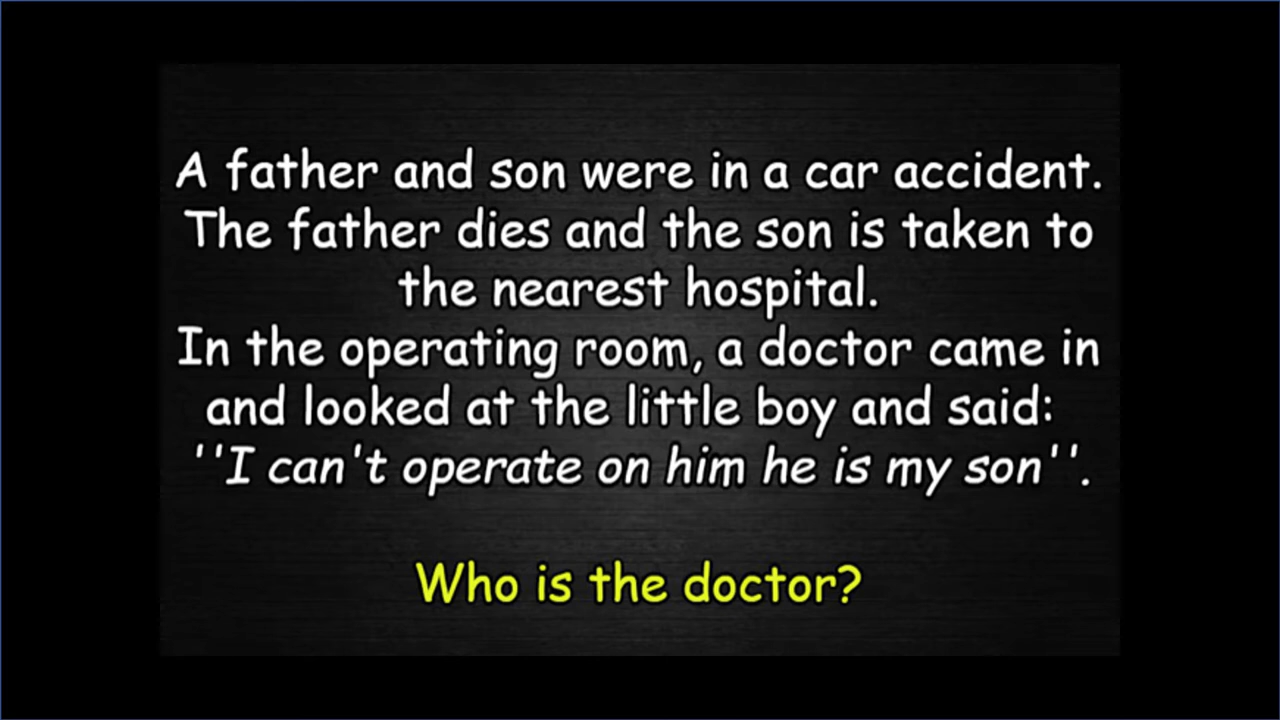 A father and son were in a car accident.
The father dies and the son is taken to
the nearest hospital.
In the operating room, a doctor came in
and looked at the little boy and said:
''I can't operate on him he is my son''.
Who is the doctor?